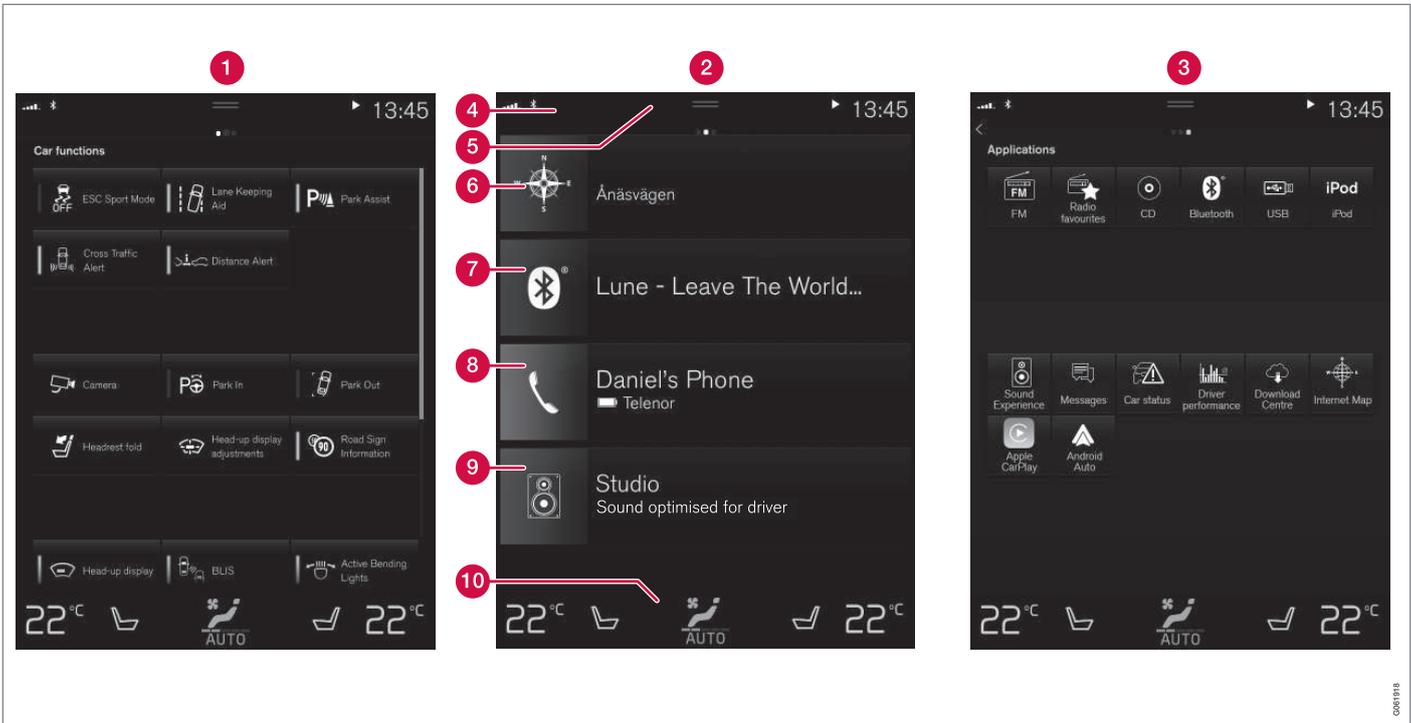 1
2
3
13:45
Car functions
OFF
ESC Sport Mode
Lane Keeping
Aid
P
Park Assist
Cross Traffic
Alert
Distance Alert
Camera
P
Park In
Park Out
Headrest fold
Head-up display
adjustments
90
Road Sign
Information
Head-up display
BLIS
Active Bending
Lights
22°C
AUTO
22°C
4
13:45
5
6
N
W
E
S
Ånäsvägen
7
®
Lune - Leave The World...
8
Daniel's Phone
Telenor
9
Studio
Sound optimised for driver
10
22°C
AUTO
22°C
13:45
Applications
FM
FM
Radio
favourites
CD
Bluetooth
USB
iPod
iPod
Sound
Experience
Messages
Car status
Driver
performance
Download
Centre
Internet Map
Apple
CarPlay
Android
Auto
22°C
AUTO
22°C
G061918